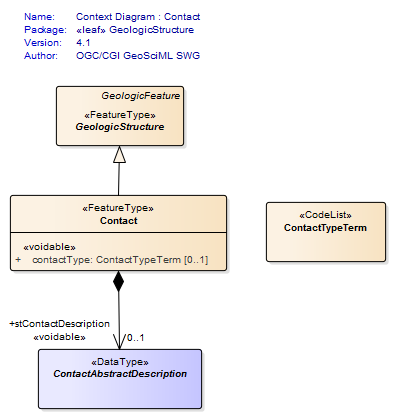 Name: Context Diagram : Contact
Package: «leaf» GeologicStructure
Version: 4.1
Author: OGC/CGI GeoSciML SWG
GeologicFeature
«FeatureType»
GeologicStructure
«FeatureType»
Contact
«voidable»
+ contactType: ContactTypeTerm [0..1]
«CodeList»
ContactTypeTerm
+stContactDescription
«voidable» 0..1
«DataType»
ContactAbstractDescription